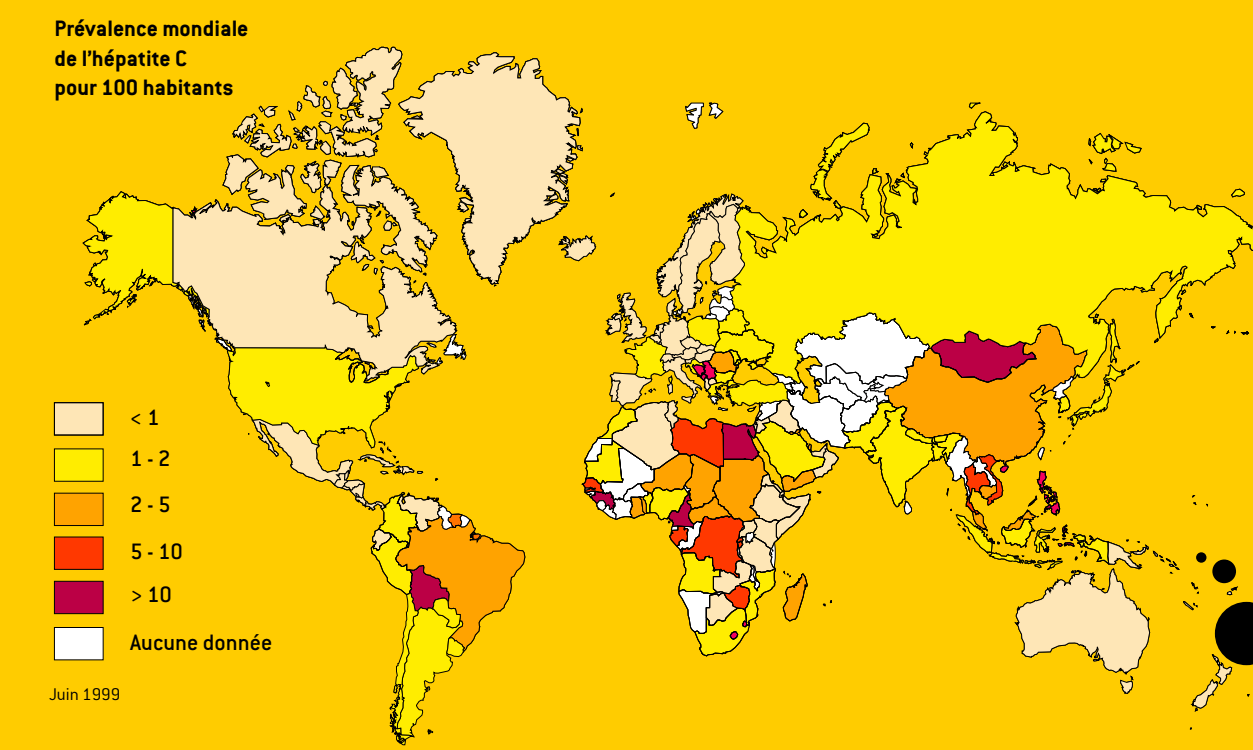 Prévalence mondiale
de l'hépatite C
pour 100 habitants
< 1
1 - 2
2 - 5
5 - 10
> 10
Aucune donnée
Juin 1999